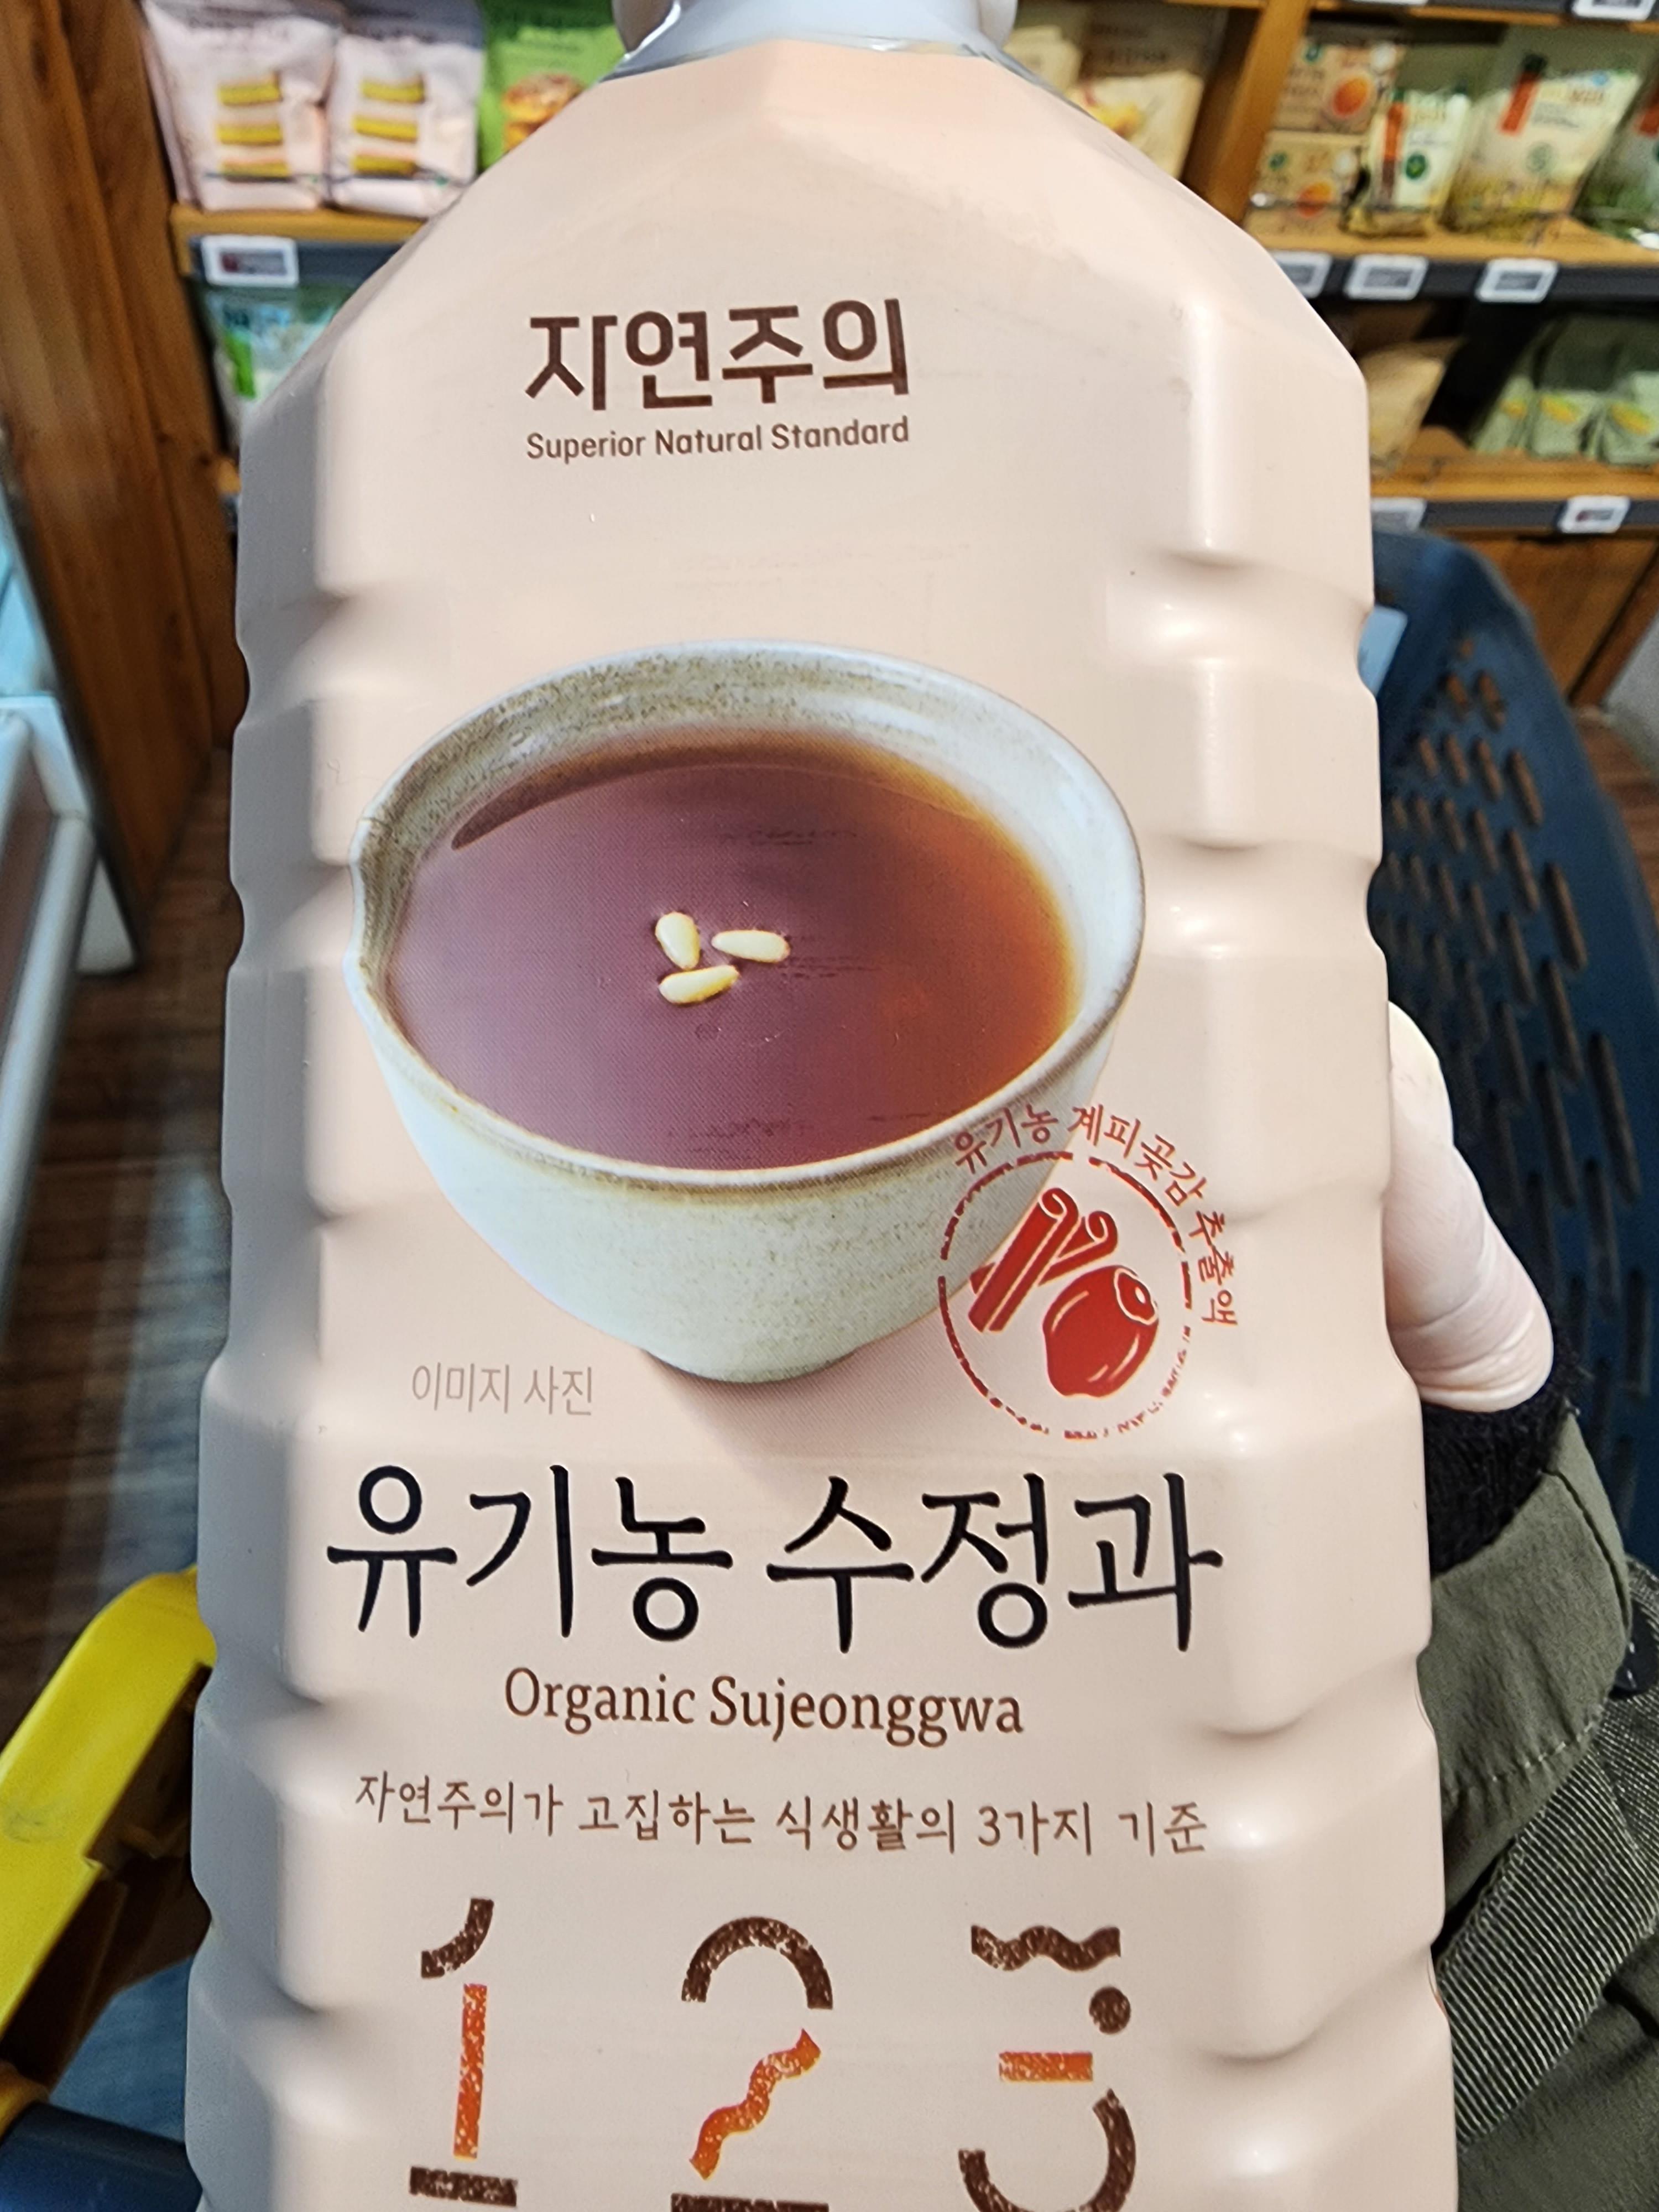 자연주의
Superior Natural Standard
유기농 계피곶감 추출액
이미지 사진
유기농 수정과
Organic Sujeonggwa
자연주의가 고집하는 식생활의 3가지 기준
1 2 3